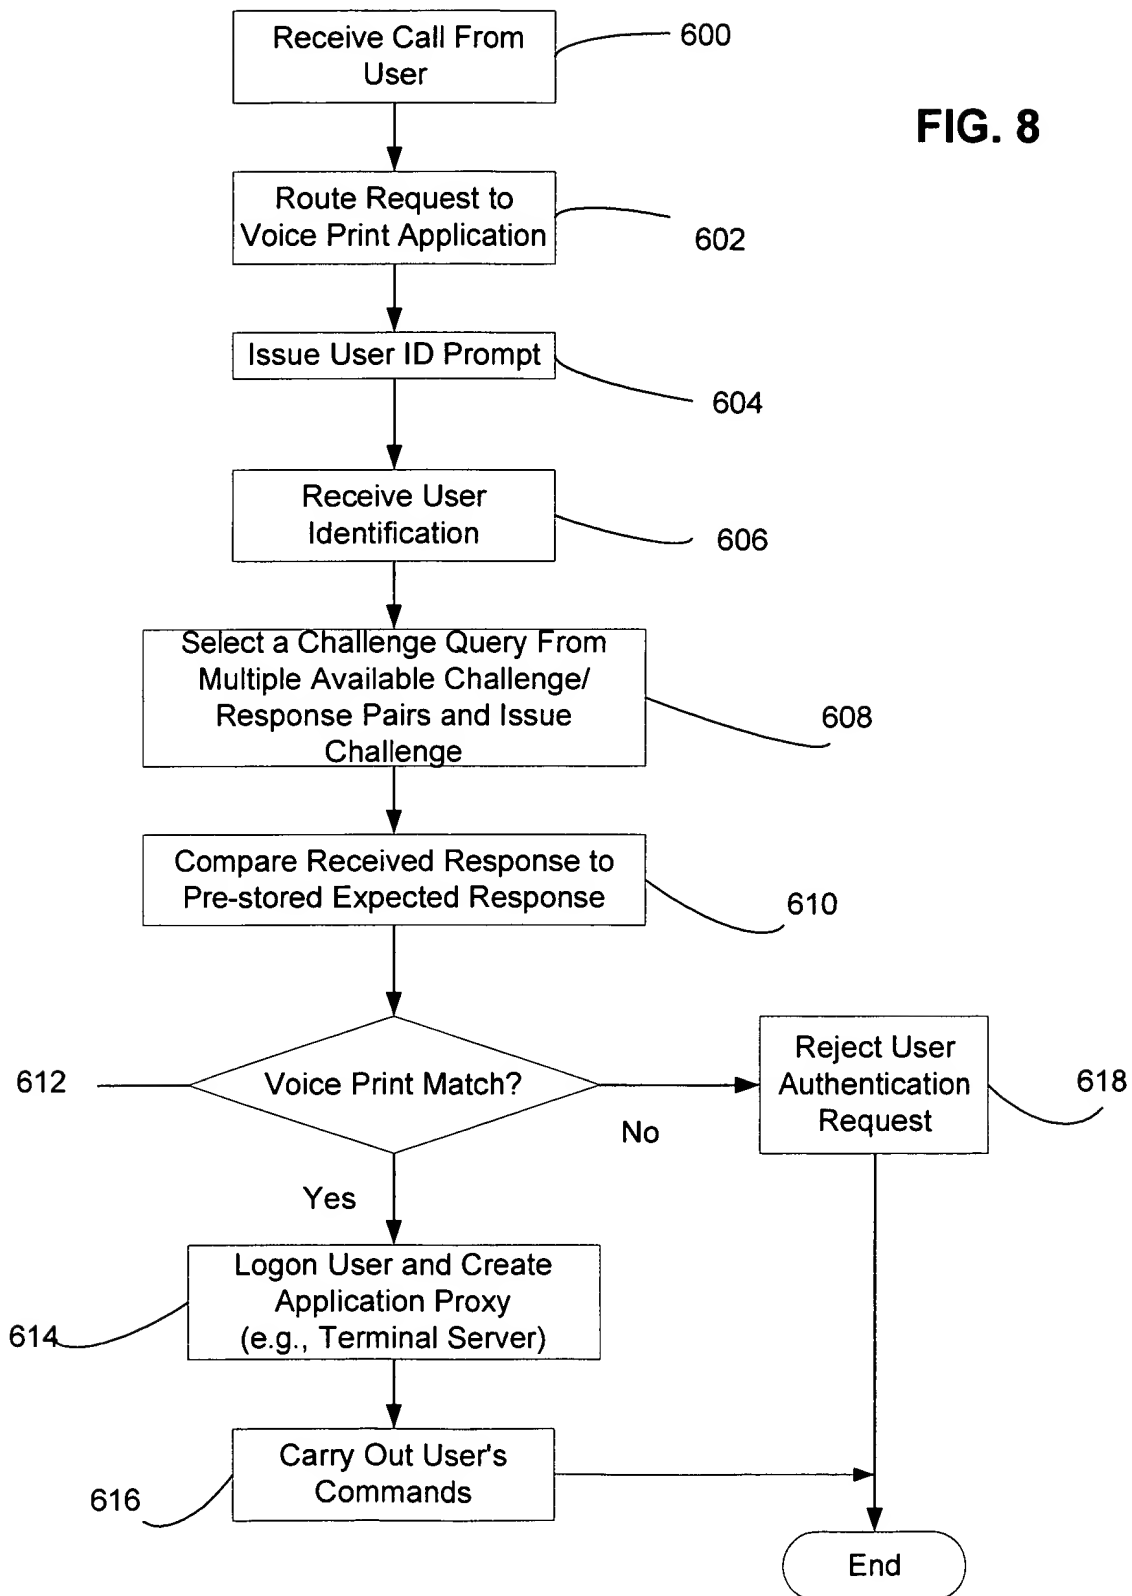 Receive Call From
User
600
FIG. 8
Route Request to
Voice Print Application
602
Issue User ID Prompt
604
Receive User
Identification
606
Select a Challenge Query From
Multiple Available Challenge/
Response Pairs and Issue
Challenge
608
Compare Received Response to
Pre-stored Expected Response
610
612
Voice Print Match?
No
Reject User
Authentication
Request
618
Yes
Logon User and Create
Application Proxy
(e.g., Terminal Server)
614
Carry Out User's
Commands
616
End